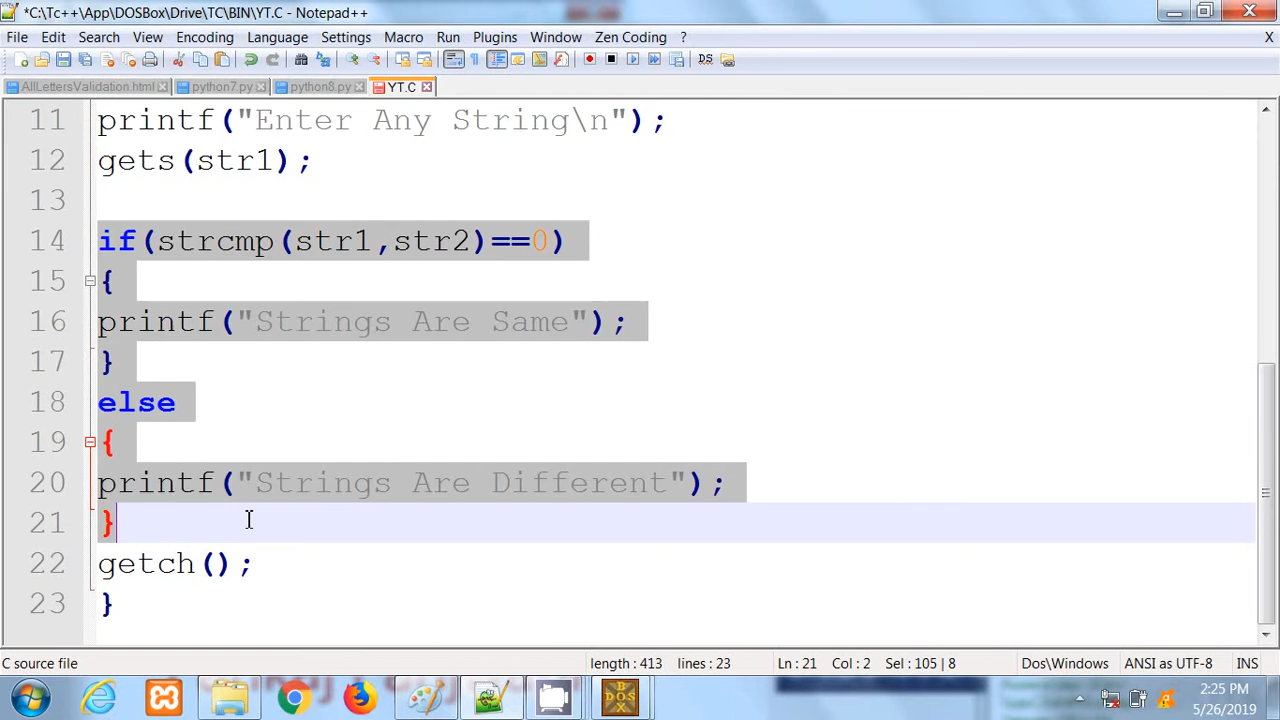 *C:\Tc++\App\DOSBox\Drive\TC\BIN\YT.C - Notepad++
File Edit Search View Encoding Language Settings Macro Run Plugins Window Zen Coding ? X
AllLettersValidation.html python7.py python8.py YT.C
11 printf("Enter Any String\n");
12 gets(str1);
13
14 if(strcmp(str1,str2)==0)
15 {
16 printf("Strings Are Same");
17 }
18 else
19 {
20 printf("Strings Are Different");
21 }
22 getch();
23 }
C source file length : 413 lines : 23 Ln : 21 Col : 2 Sel : 105 | 8 Dos\Windows ANSI as UTF-8 INS
2:25 PM
5/26/2019